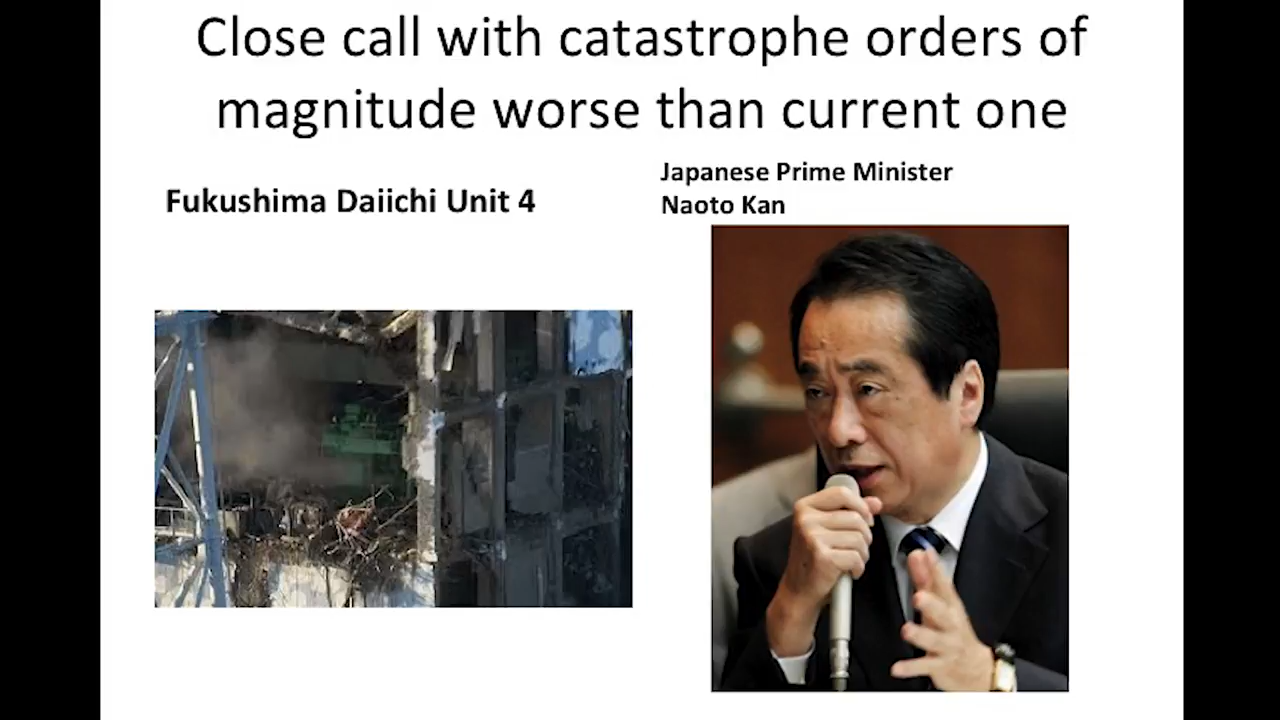 Close call with catastrophe orders of
magnitude worse than current one
Fukushima Daiichi Unit 4
Japanese Prime Minister
Naoto Kan